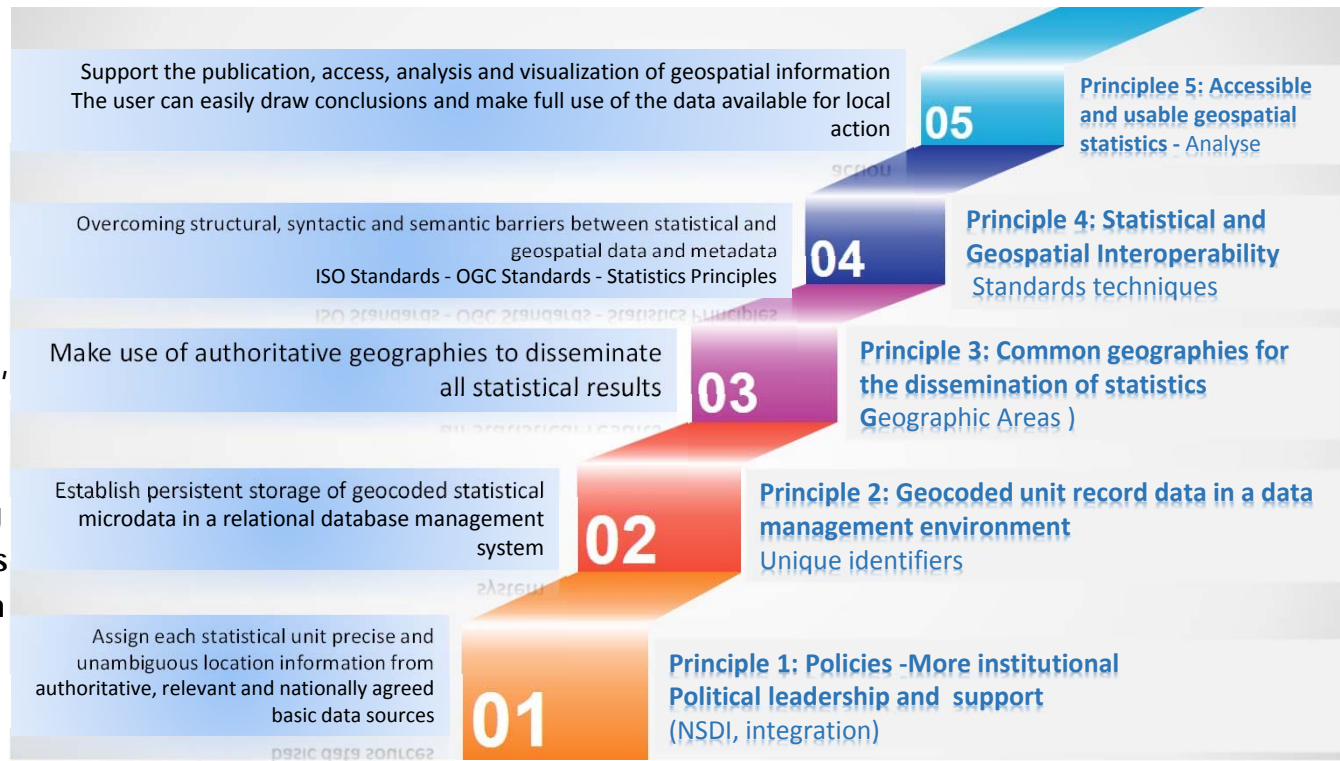 Support the publication, access, analysis and visualization of geospatial information
The user can easily draw conclusions and make full use of the data available for local
action
05
Principlee 5: Accessible
and usable geospatial
statistics - Analyse
Overcoming structural, syntactic and semantic barriers between statistical and
geospatial data and metadata
ISO Standards - OGC Standards - Statistics Principles
04
Principle 4: Statistical and
Geospatial Interoperability
Standards techniques
Make use of authoritative geographies to disseminate
all statistical results
03
Principle 3: Common geographies for
the dissemination of statistics
Geographic Areas )
Establish persistent storage of geocoded statistical
microdata in a relational database management
system
02
Principle 2: Geocoded unit record data in a data
management environment
Unique identifiers
Assign each statistical unit precise and
unambiguous location information from
authoritative, relevant and nationally agreed
basic data sources
01
Principle 1: Policies -More institutional
Political leadership and support
(NSDI, integration)